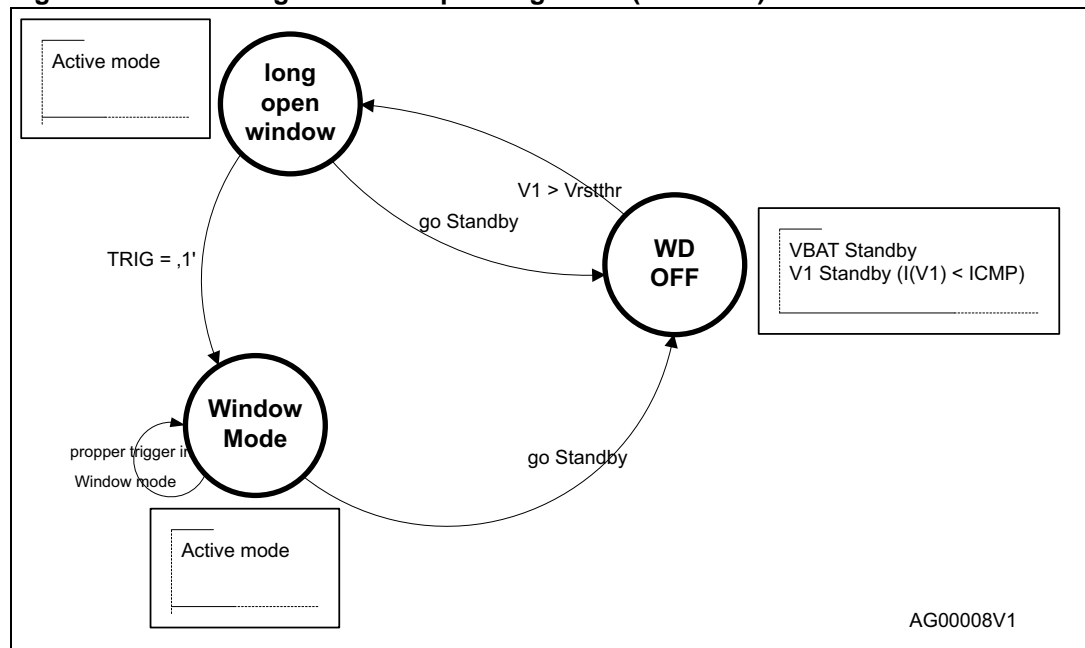 Active mode
long
open
window
V1 > Vrstthr
go Standby
WD
OFF
VBAT Standby
V1 Standby (I(V1) < ICMP)
TRIG = ,1'
Window
Mode
propper trigger in
Window mode
go Standby
Active mode
AG00008V1